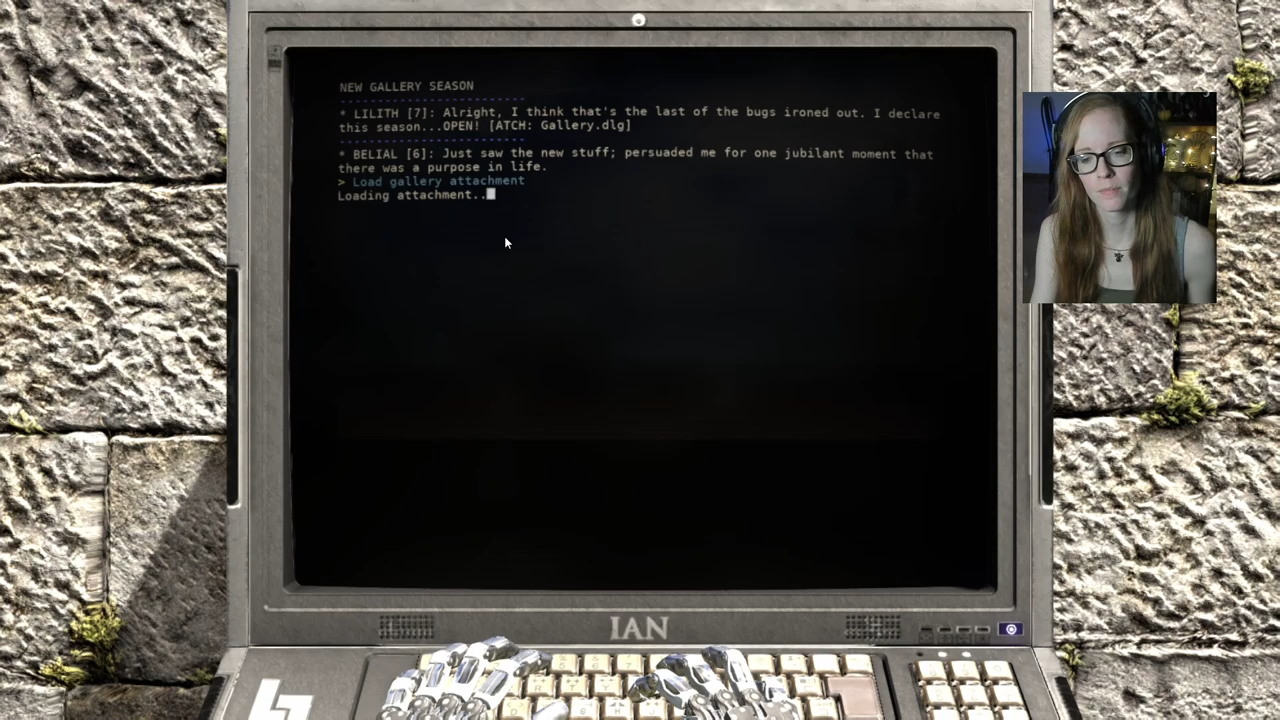 NEW GALLERY SEASON
-------------------------
* LILITH [7]: Alright, I think that's the last of the bugs ironed out. I declare
this season...OPEN! [ATCH: Gallery.dlg]
-------------------------
* BELIAL [6]: Just saw the new stuff; persuaded me for one jubilant moment that
there was a purpose in life.
> Load gallery attachment
Loading attachment..
IAN